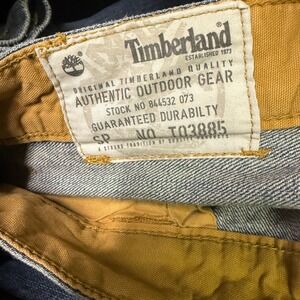 Timberland
ESTABLISHED 1973
ORIGINAL TIMBERLAND QUALITY
AUTHENTIC OUTDOOR GEAR
STOCK NO 844532 073
GUARANTEED DURABILTY
SP NO T03885
A STRONG TRADITION OF